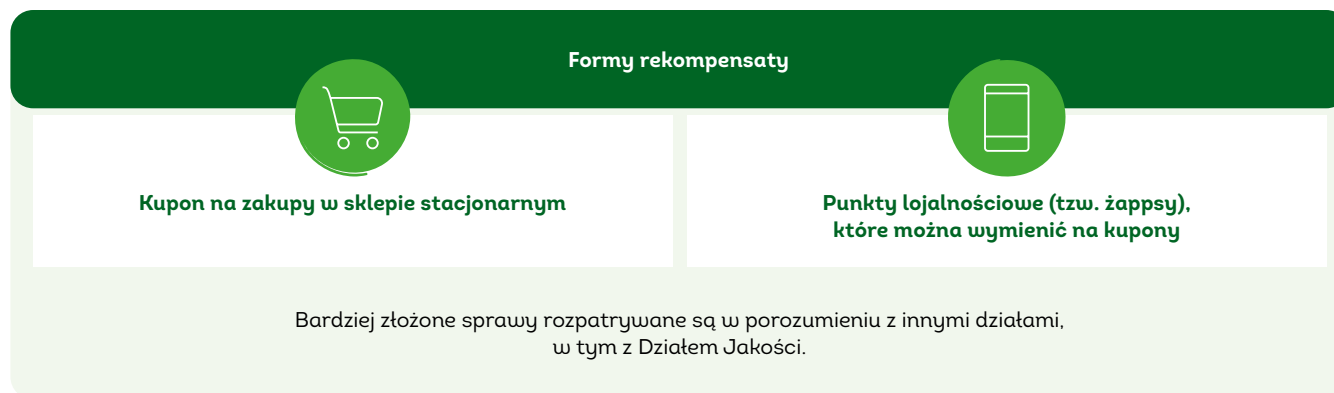 Formy rekompensaty
Kupon na zakupy w sklepie stacjonarnym
Punkty lojalnościowe (tzw. żappsy),
które można wymienić na kupony
Bardziej złożone sprawy rozpatrywane są w porozumieniu z innymi działami,
w tym z Działem Jakości.